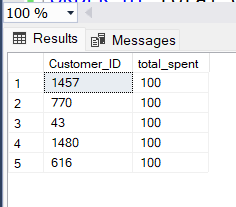 100 %
Results Messages
Customer_ID total_spent
1 1457 100
2 770 100
3 43 100
4 1480 100
5 616 100